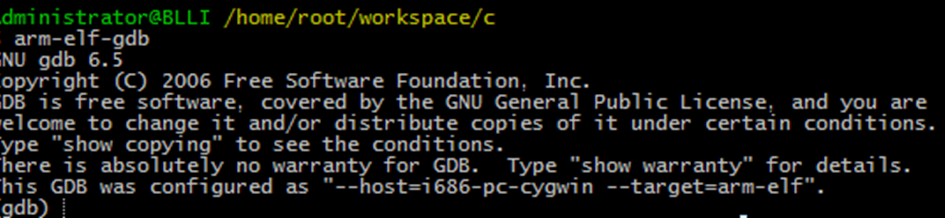 dministrator@BLLI /home/root/workspace/c
arm-elf-gdb
GNU gdb 6.5
Copyright (C) 2006 Free Software Foundation, Inc.
GDB is free software, covered by the GNU General Public License, and you are
welcome to change it and/or distribute copies of it under certain conditions.
Type "show copying" to see the conditions.
There is absolutely no warranty for GDB.  Type "show warranty" for details.
This GDB was configured as "--host=i686-pc-cygwin --target=arm-elf".
(gdb)